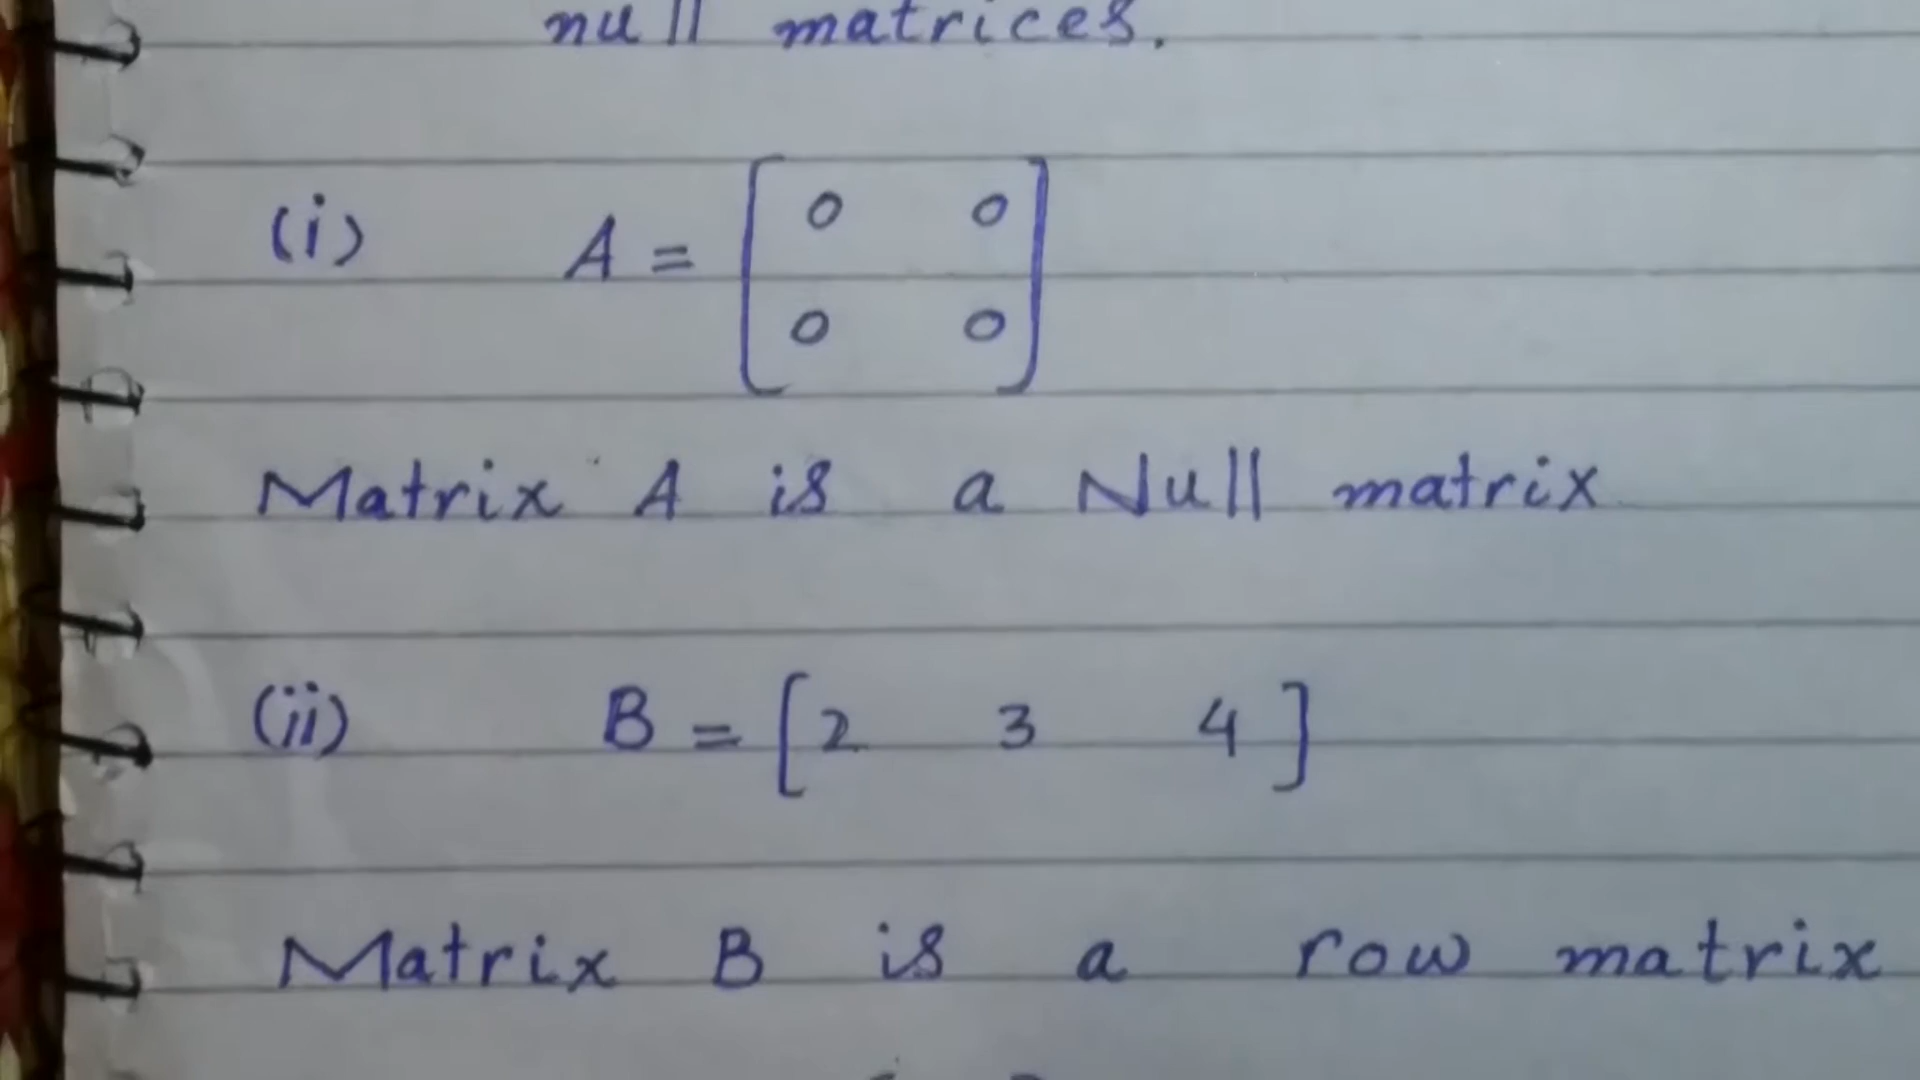 null matrices.
(i) A = [ 0 0
0 0 ]
Matrix A is a Null matrix
(ii) B = [ 2 3 4 ]
Matrix B is a row matrix